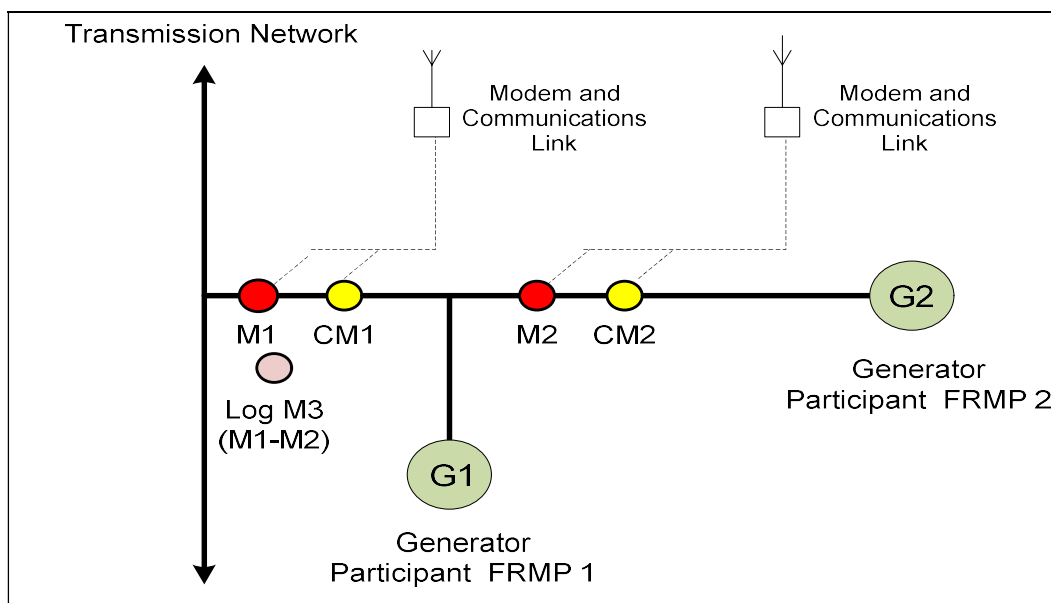 Transmission Network
Modem and
Communications
Link
Modem and
Communications
Link
M1
CM1
M2
CM2
G2
Log M3
(M1-M2)
Generator
Participant FRMP 2
G1
Generator
Participant FRMP 1